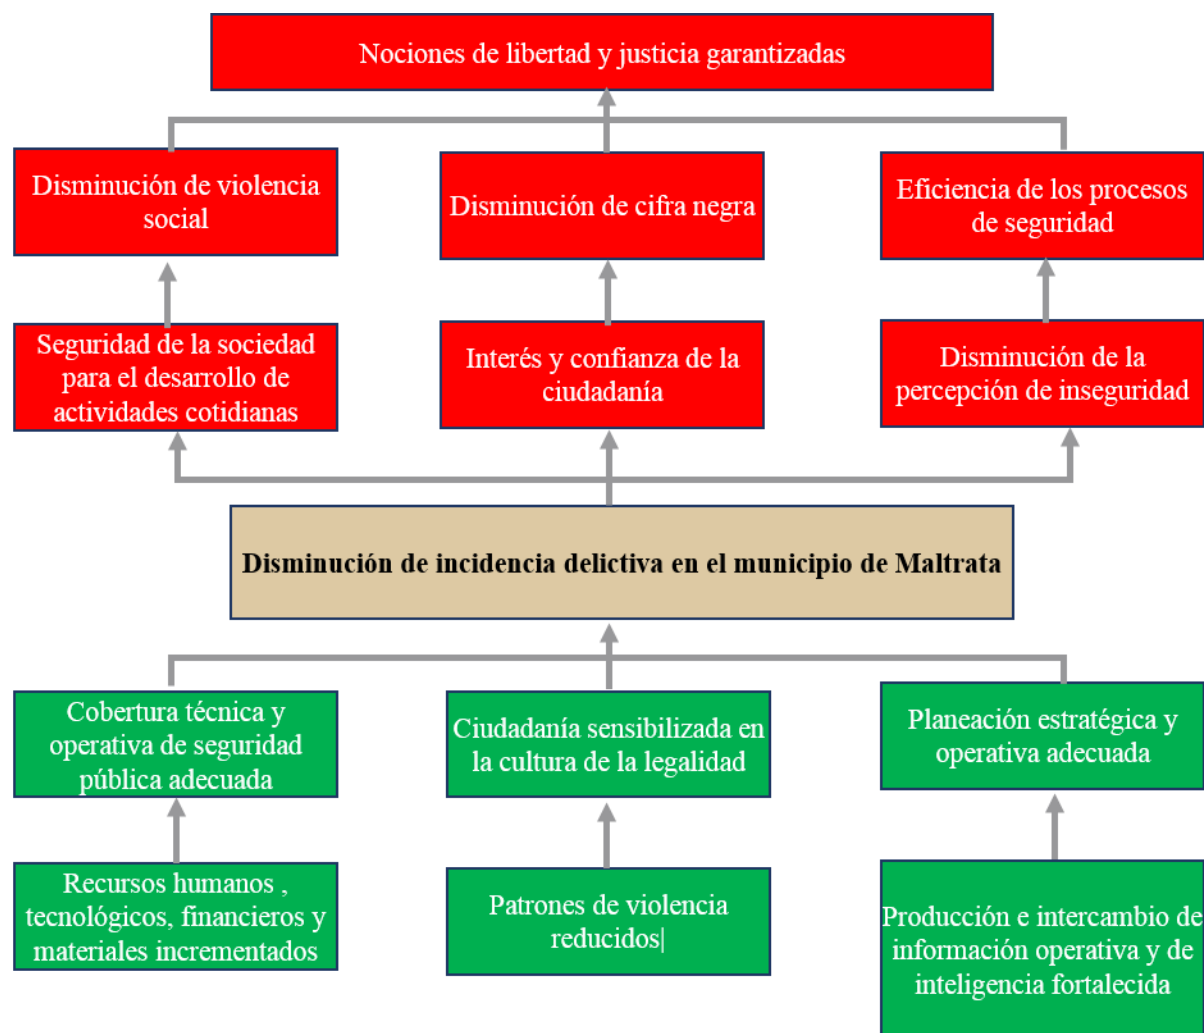 Nociones de libertad y justicia garantizadas
Disminución de violencia
social
Disminución de cifra negra
Eficiencia de los procesos
de seguridad
Seguridad de la sociedad
para el desarrollo de
actividades cotidianas
Interés y confianza de la
ciudadanía
Disminución de la
percepción de inseguridad
Disminución de incidencia delictiva en el municipio de Maltrata
Cobertura técnica y
operativa de seguridad
pública adecuada
Ciudadanía sensibilizada en
la cultura de la legalidad
Planeación estratégica y
operativa adecuada
Recursos humanos ,
tecnológicos, financieros y
materiales incrementados
Patrones de violencia
reducidos|
Producción e intercambio de
información operativa y de
inteligencia fortalecida